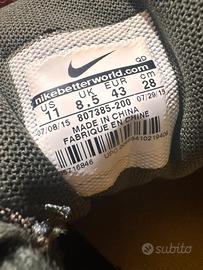 QD
nikebetterworld.com
US UK EUR cm
11 8.5 43 28
07/08/15 807385-200 07/29/15
MADE IN CHINA
FABRIQUE EN CHINE
subito